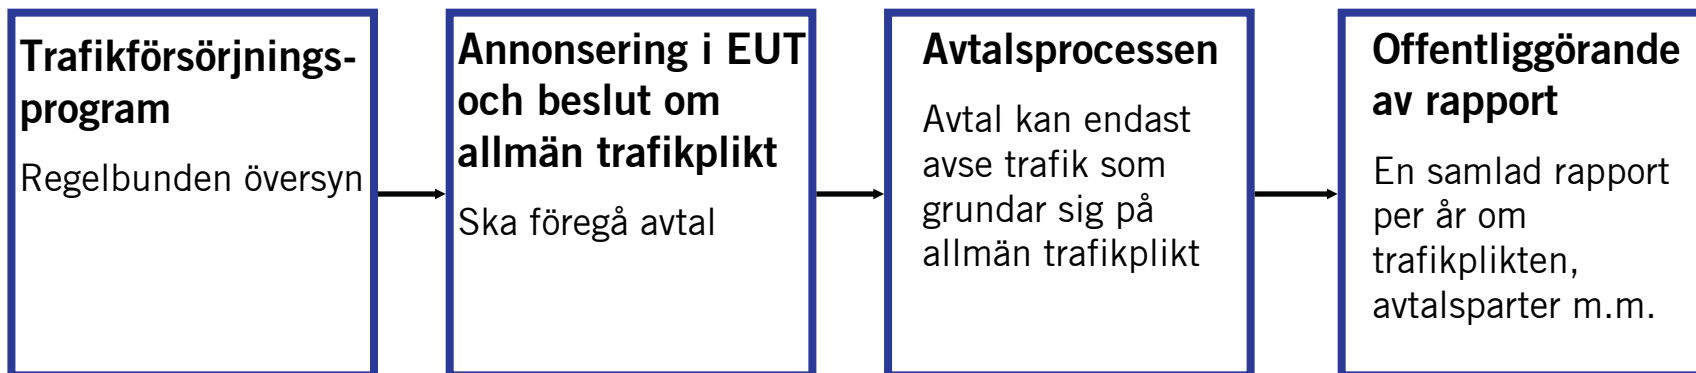 Trafikförsörjnings-
program
Regelbunden översyn
Annonsering i EUT
och beslut om
allmän trafikplikt
Ska föregå avtal
Avtalsprocessen
Avtal kan endast
avse trafik som
grundar sig på
allmän trafikplikt
Offentliggörande
av rapport
En samlad rapport
per år om
trafikplikten,
avtalsparter m.m.